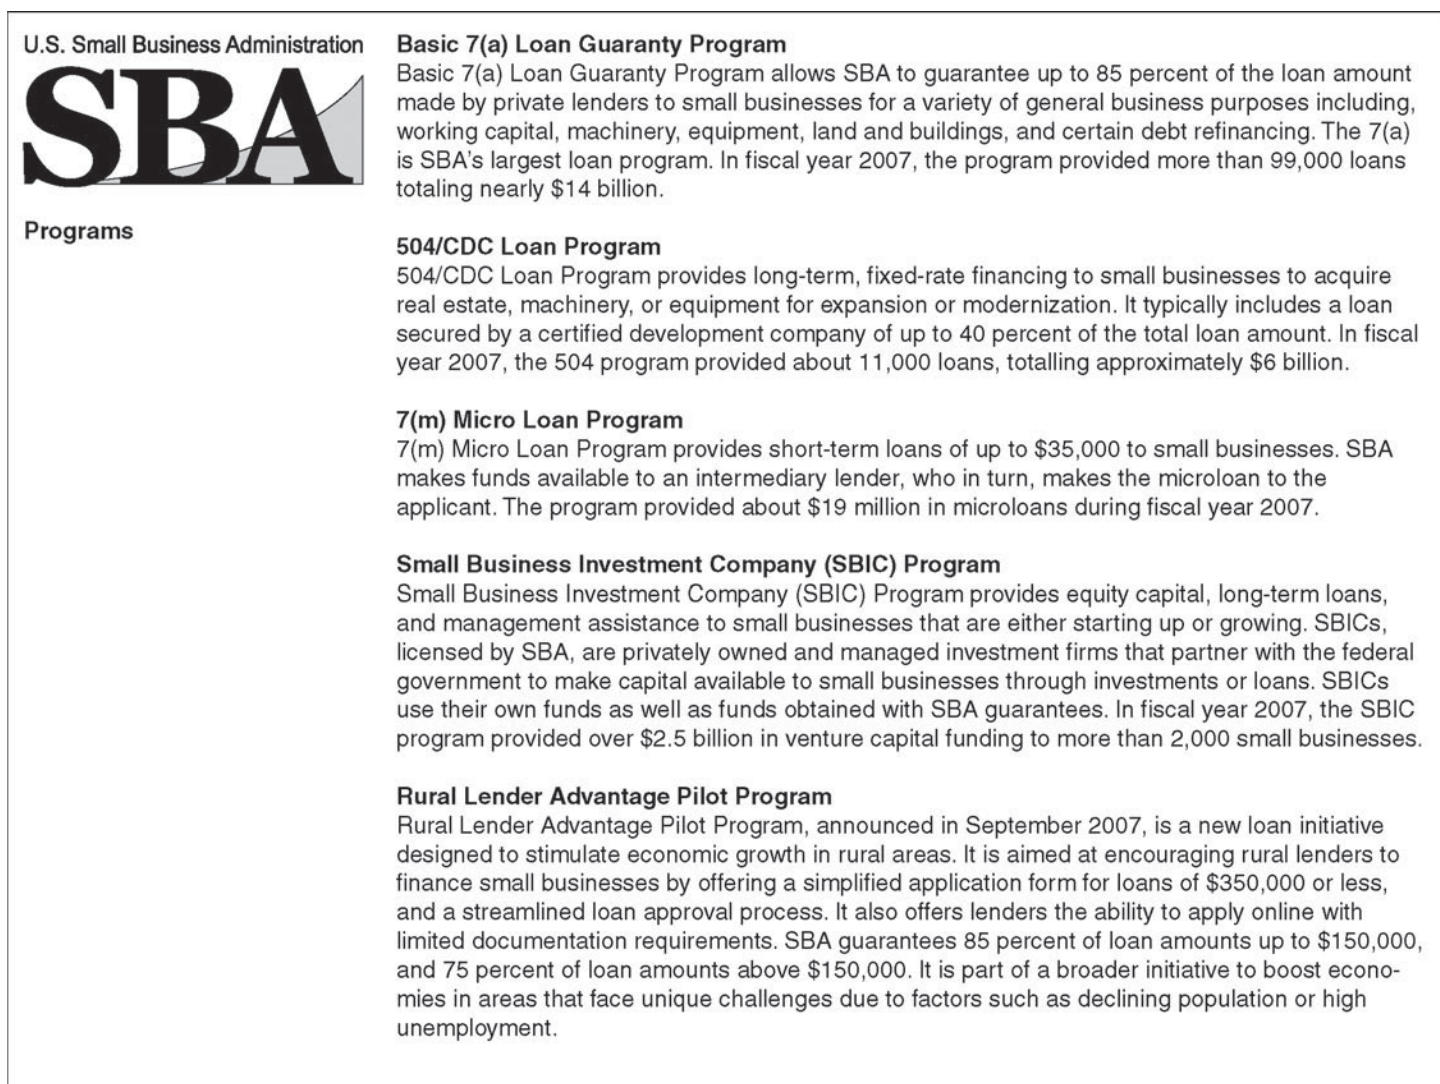 U.S. Small Business Administration
SBA
Programs
Basic 7(a) Loan Guaranty Program
Basic 7(a) Loan Guaranty Program allows SBA to guarantee up to 85 percent of the loan amount
made by private lenders to small businesses for a variety of general business purposes including,
working capital, machinery, equipment, land and buildings, and certain debt refinancing. The 7(a)
is SBA's largest loan program. In fiscal year 2007, the program provided more than 99,000 loans
totaling nearly $14 billion.
504/CDC Loan Program
504/CDC Loan Program provides long-term, fixed-rate financing to small businesses to acquire
real estate, machinery, or equipment for expansion or modernization. It typically includes a loan
secured by a certified development company of up to 40 percent of the total loan amount. In fiscal
year 2007, the 504 program provided about 11,000 loans, totalling approximately $6 billion.
7(m) Micro Loan Program
7(m) Micro Loan Program provides short-term loans of up to $35,000 to small businesses. SBA
makes funds available to an intermediary lender, who in turn, makes the microloan to the
applicant. The program provided about $19 million in microloans during fiscal year 2007.
Small Business Investment Company (SBIC) Program
Small Business Investment Company (SBIC) Program provides equity capital, long-term loans,
and management assistance to small businesses that are either starting up or growing. SBICs,
licensed by SBA, are privately owned and managed investment firms that partner with the federal
government to make capital available to small businesses through investments or loans. SBICs
use their own funds as well as funds obtained with SBA guarantees. In fiscal year 2007, the SBIC
program provided over $2.5 billion in venture capital funding to more than 2,000 small businesses.
Rural Lender Advantage Pilot Program
Rural Lender Advantage Pilot Program, announced in September 2007, is a new loan initiative
designed to stimulate economic growth in rural areas. It is aimed at encouraging rural lenders to
finance small businesses by offering a simplified application form for loans of $350,000 or less,
and a streamlined loan approval process. It also offers lenders the ability to apply online with
limited documentation requirements. SBA guarantees 85 percent of loan amounts up to $150,000,
and 75 percent of loan amounts above $150,000. It is part of a broader initiative to boost econo-
mies in areas that face unique challenges due to factors such as declining population or high
unemployment.